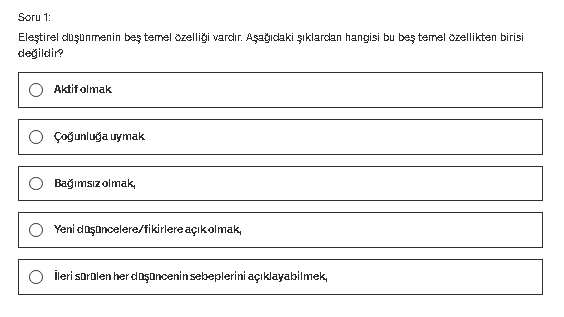 Soru 1:
Eleştirel düşünmenin beş temel özelliği vardır. Aşağıdaki şıklardan hangisi bu beş temel özellikten birisi
değildir?
Aktif olmak
Çoğunluğa uymak
Bağımsız olmak,
Yeni düşüncelere/fikirlere açık olmak,
İleri sürülen her düşüncenin sebeplerini açıklayabilmek,